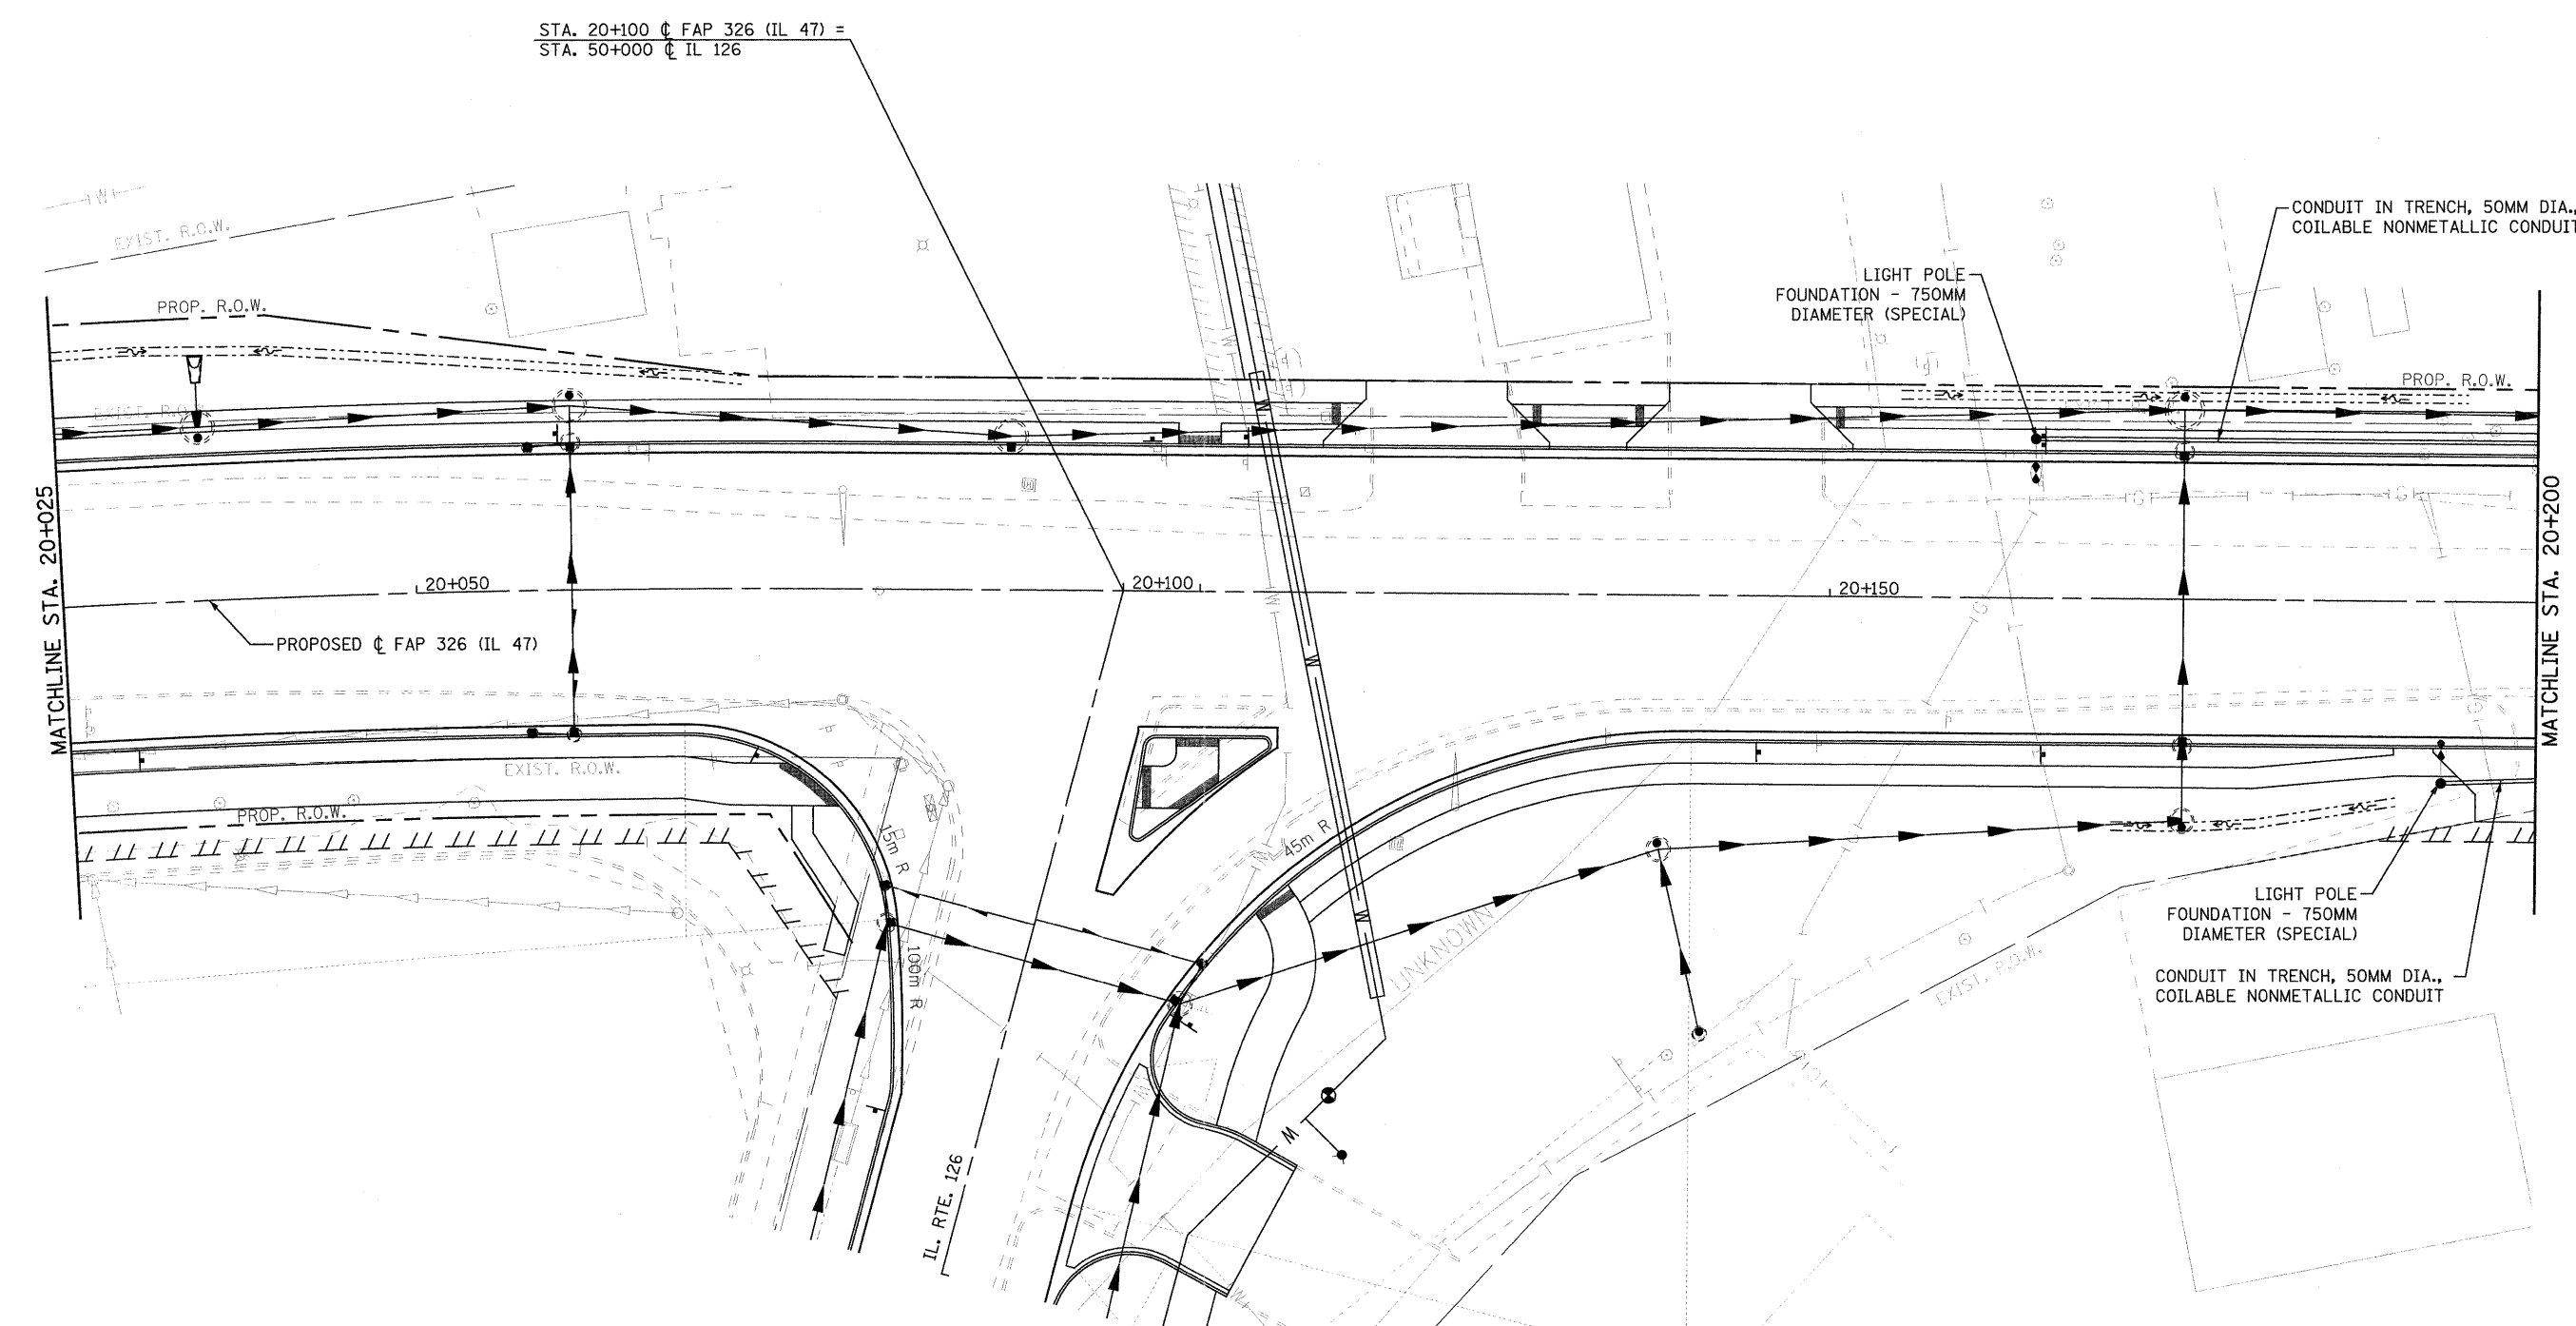 STA. 20+100 ℄ FAP 326 (IL 47) =
STA. 50+000 ℄ IL 126
W
EXIST. R.O.W.
CONDUIT IN TRENCH, 50MM DIA.,
COILABLE NONMETALLIC CONDUIT
LIGHT POLE
FOUNDATION - 750MM
DIAMETER (SPECIAL)
PROP. R.O.W.
PROP. R.O.W.
EXIST. R.O.W.
W
MATCHLINE STA. 20+025
20+050
20+100
20+150
MATCHLINE STA. 20+200
G
G
PROPOSED ℄ FAP 326 (IL 47)
W
W
EXIST. R.O.W.
PROP. R.O.W.
15m R
45m R
100m R
W
UNKNOWN
LIGHT POLE
FOUNDATION - 750MM
DIAMETER (SPECIAL)
CONDUIT IN TRENCH, 50MM DIA.,
COILABLE NONMETALLIC CONDUIT
EXIST. R.O.W.
W
IL. RTE. 126